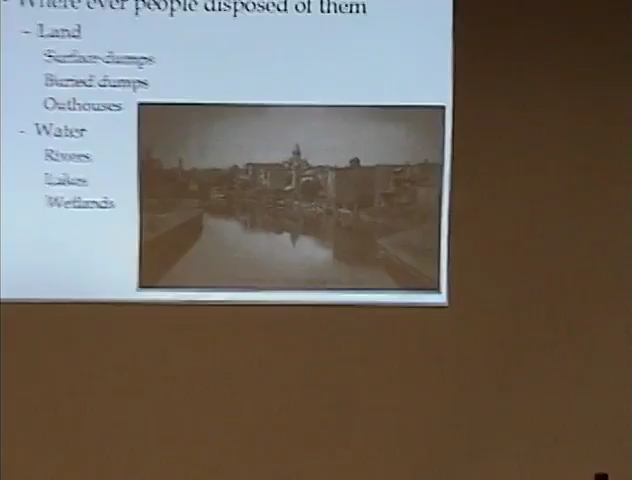 - Where ever people disposed of them
- Land
Surface dumps
Buried dumps
Outhouses
- Water
Rivers
Lakes
Wetlands